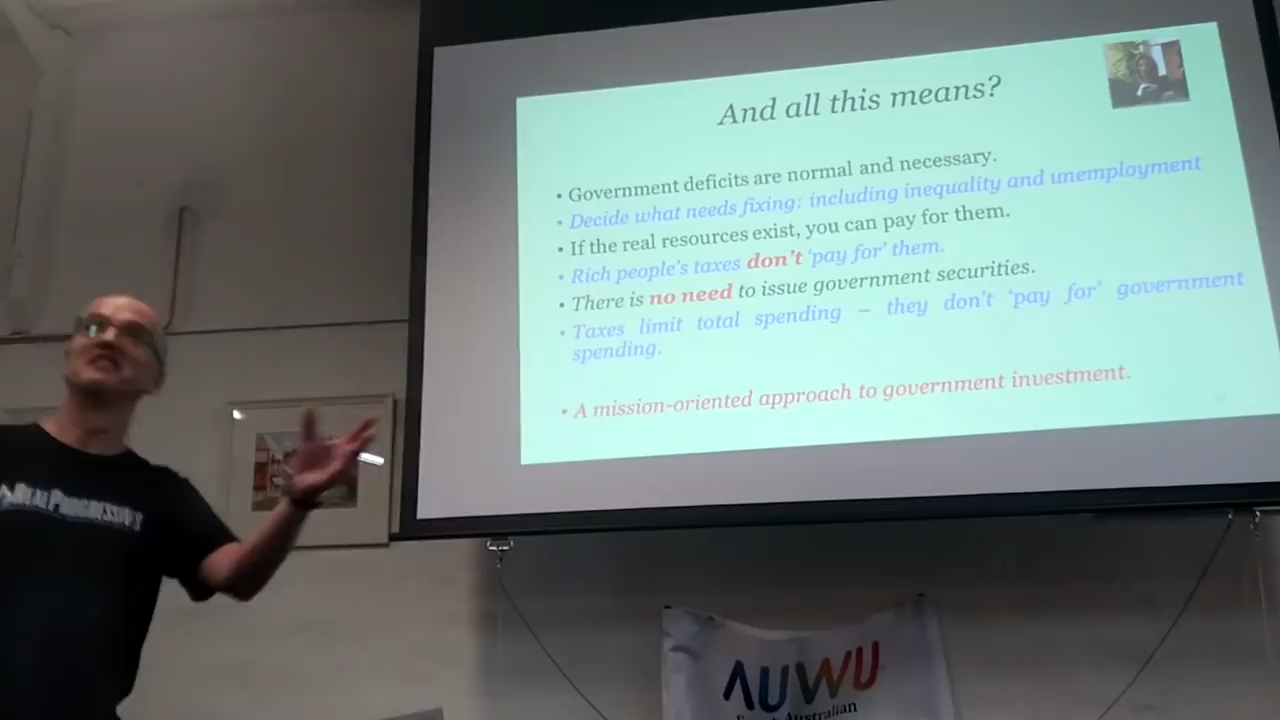 And all this means?
• Government deficits are normal and necessary.
• Decide what needs fixing: including inequality and unemployment
• If the real resources exist, you can pay for them.
• Rich people's taxes don't 'pay for' them.
• There is no need to issue government securities.
• Taxes limit total spending – they don't 'pay for' government
spending.
• A mission-oriented approach to government investment.
REAL PROGRESSIVES
AUWU
Australian